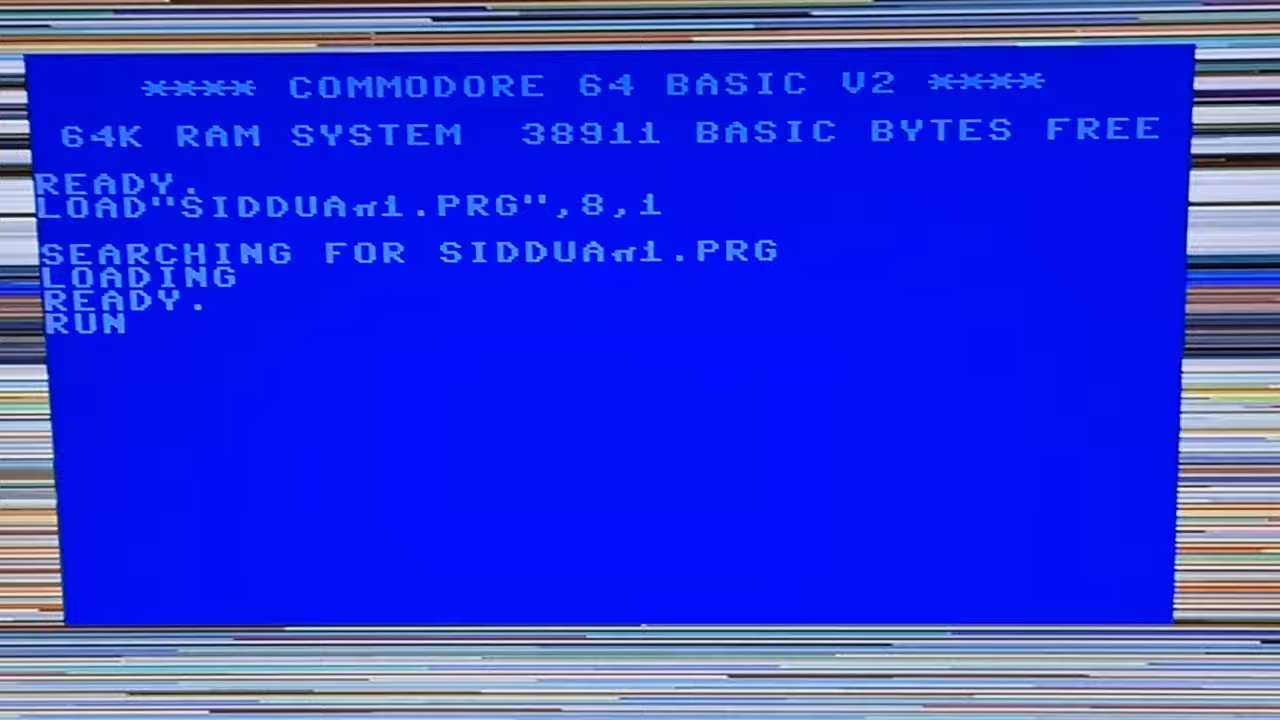 **** COMMODORE 64 BASIC V2 ****
64K RAM SYSTEM  38911 BASIC BYTES FREE
READY.
LOAD"SIDDUAπ1.PRG",8,1
SEARCHING FOR SIDDUAπ1.PRG
LOADING
READY.
RUN